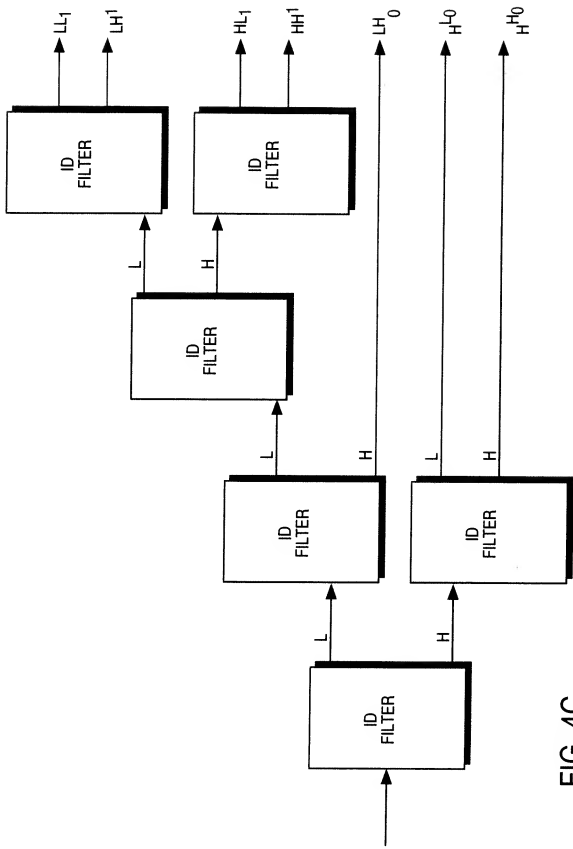 LL1
LH1
ID
FILTER
HL1
HH1
ID
FILTER
L
H
ID
FILTER
LH0
L
H
ID
FILTER
HL0
HH0
L
H
ID
FILTER
L
H
ID
FILTER
FIG. 4C